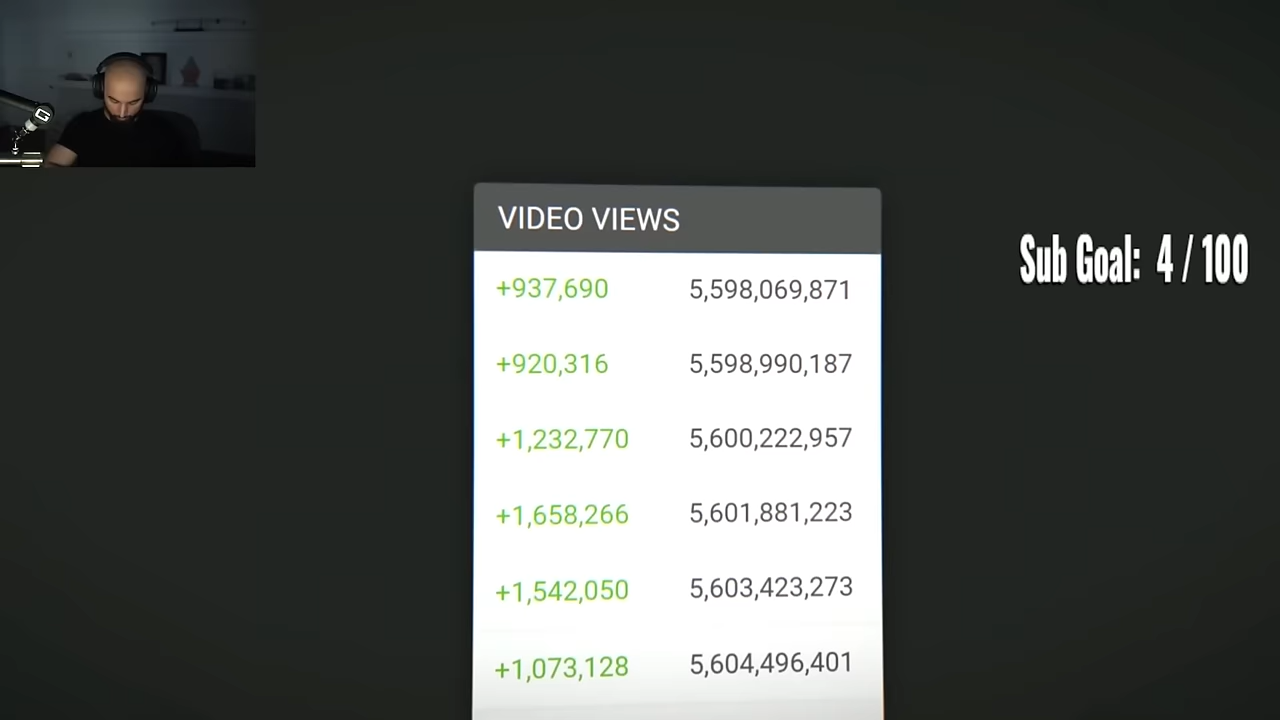 VIDEO VIEWS
+937,690 5,598,069,871
+920,316 5,598,990,187
+1,232,770 5,600,222,957
+1,658,266 5,601,881,223
+1,542,050 5,603,423,273
+1,073,128 5,604,496,401
Sub Goal: 4 / 100
G